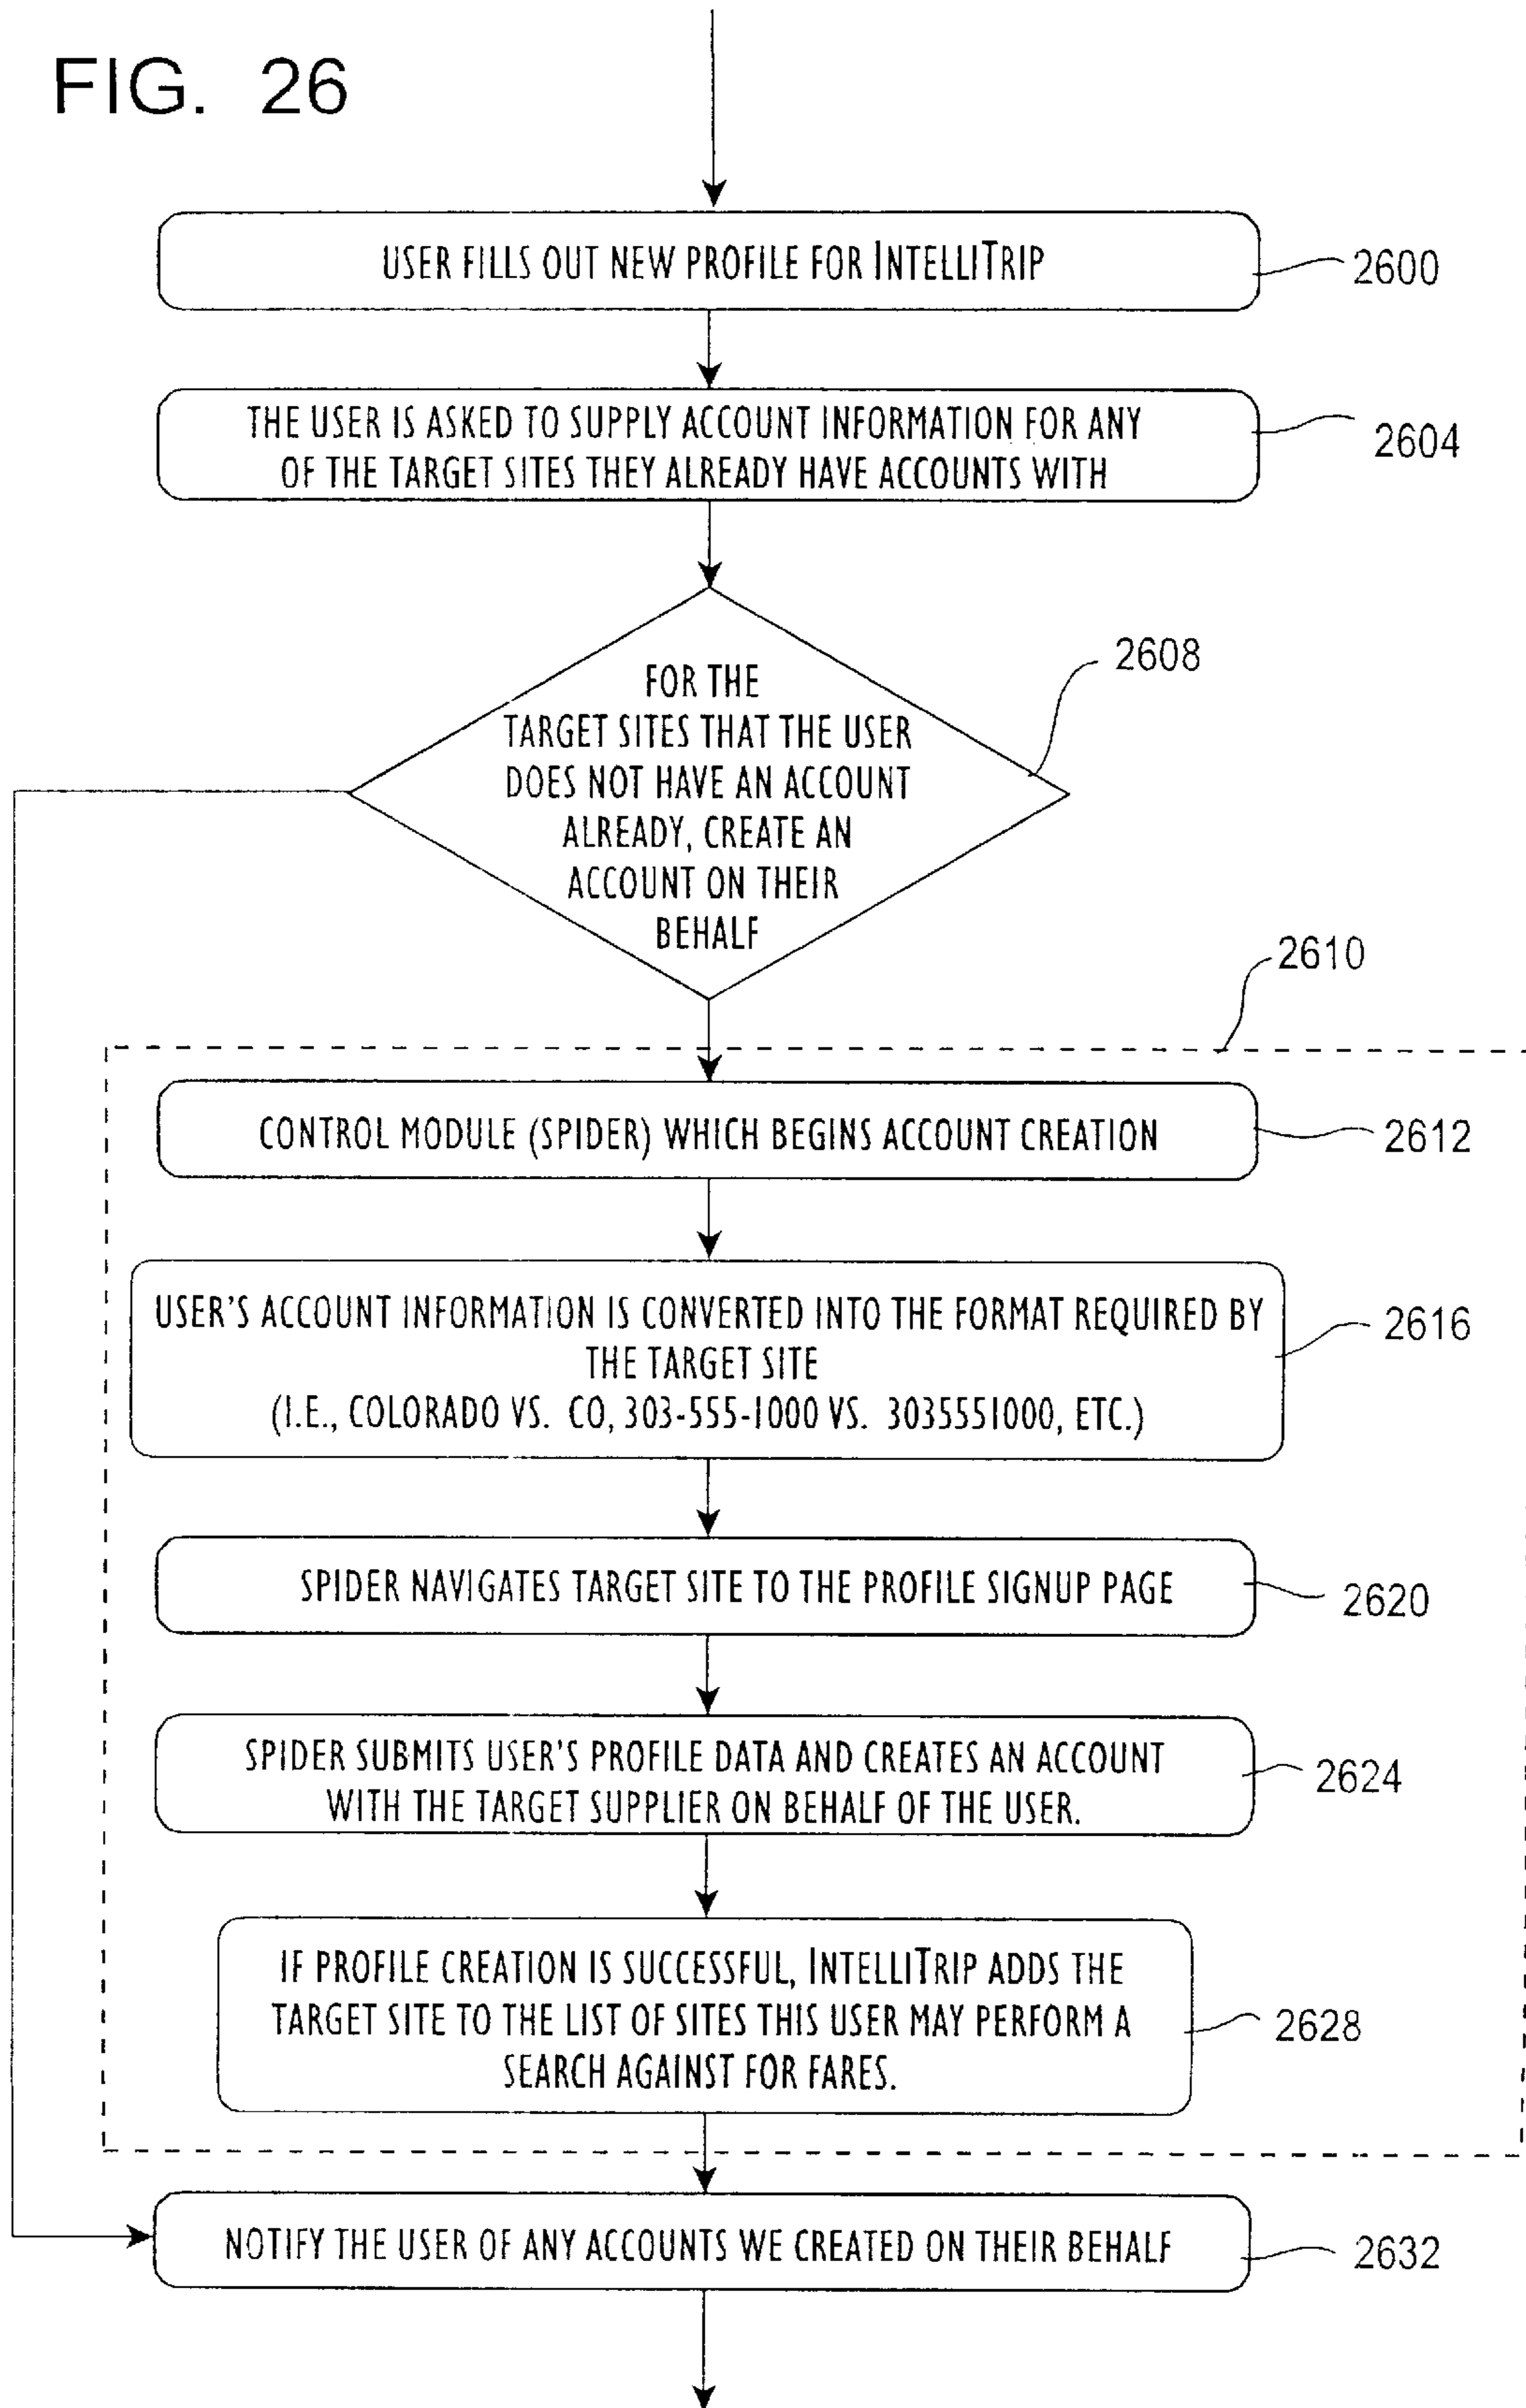 FIG. 26
USER FILLS OUT NEW PROFILE FOR INTELLITRIP
2600
THE USER IS ASKED TO SUPPLY ACCOUNT INFORMATION FOR ANY
OF THE TARGET SITES THEY ALREADY HAVE ACCOUNTS WITH
2604
FOR THE
TARGET SITES THAT THE USER
DOES NOT HAVE AN ACCOUNT
ALREADY, CREATE AN
ACCOUNT ON THEIR
BEHALF
2608
2610
CONTROL MODULE (SPIDER) WHICH BEGINS ACCOUNT CREATION
2612
USER'S ACCOUNT INFORMATION IS CONVERTED INTO THE FORMAT REQUIRED BY
THE TARGET SITE
(I.E., COLORADO VS. CO, 303-555-1000 VS. 3035551000, ETC.)
2616
SPIDER NAVIGATES TARGET SITE TO THE PROFILE SIGNUP PAGE
2620
SPIDER SUBMITS USER'S PROFILE DATA AND CREATES AN ACCOUNT
WITH THE TARGET SUPPLIER ON BEHALF OF THE USER.
2624
IF PROFILE CREATION IS SUCCESSFUL, INTELLITRIP ADDS THE
TARGET SITE TO THE LIST OF SITES THIS USER MAY PERFORM A
SEARCH AGAINST FOR FARES.
2628
NOTIFY THE USER OF ANY ACCOUNTS WE CREATED ON THEIR BEHALF
2632